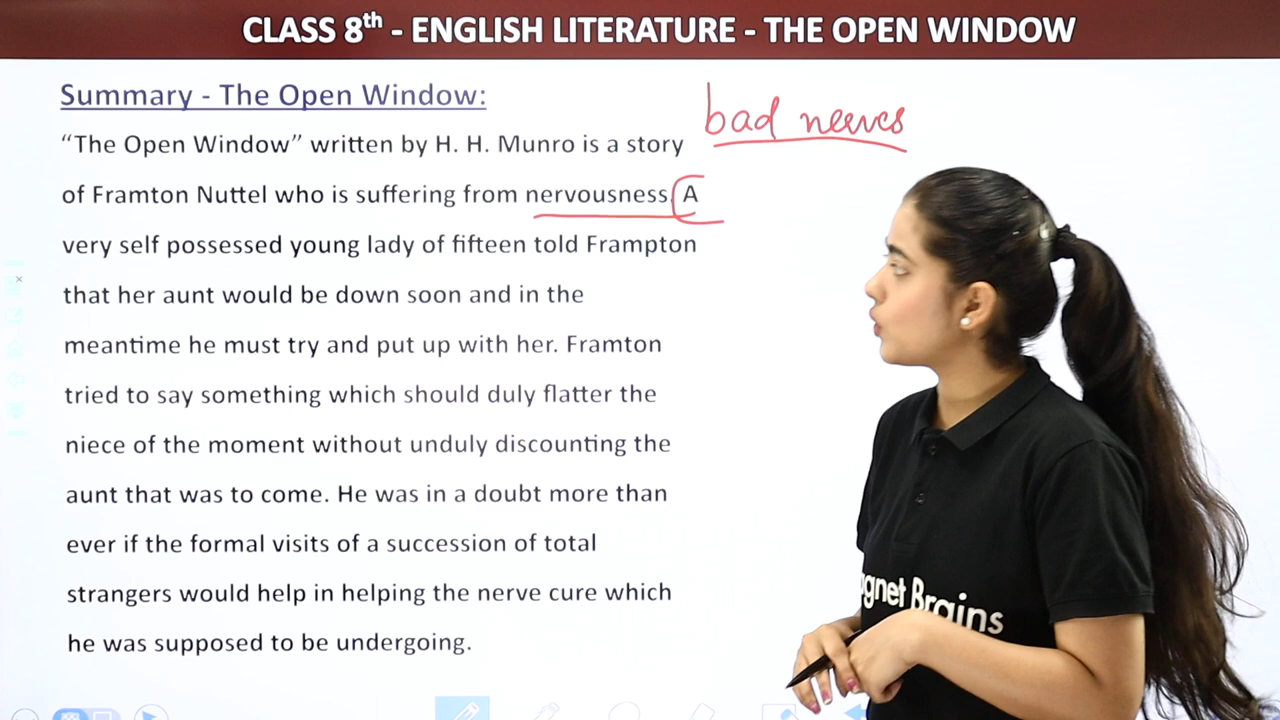 CLASS 8th - ENGLISH LITERATURE - THE OPEN WINDOW
Summary - The Open Window:
bad nerves
“The Open Window” written by H. H. Munro is a story
of Framton Nuttel who is suffering from nervousness. A
very self possessed young lady of fifteen told Frampton
that her aunt would be down soon and in the
meantime he must try and put up with her. Framton
tried to say something which should duly flatter the
niece of the moment without unduly discounting the
aunt that was to come. He was in a doubt more than
ever if the formal visits of a succession of total
strangers would help in helping the nerve cure which
he was supposed to be undergoing.
gnet Brains